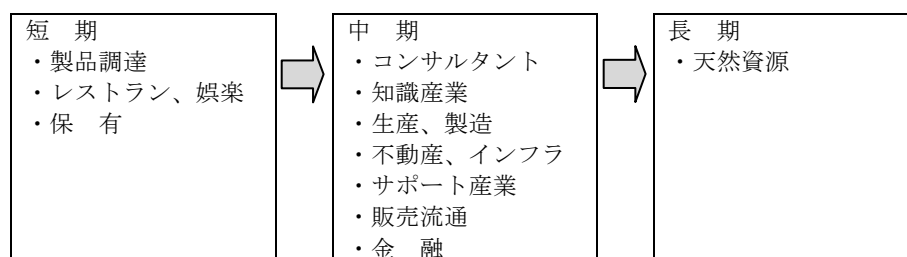 短　期
・製品調達
・レストラン、娯楽
・保　有
中　期
・コンサルタント
・知識産業
・生産、製造
・不動産、インフラ
・サポート産業
・販売流通
・金　融
長　期
・天然資源